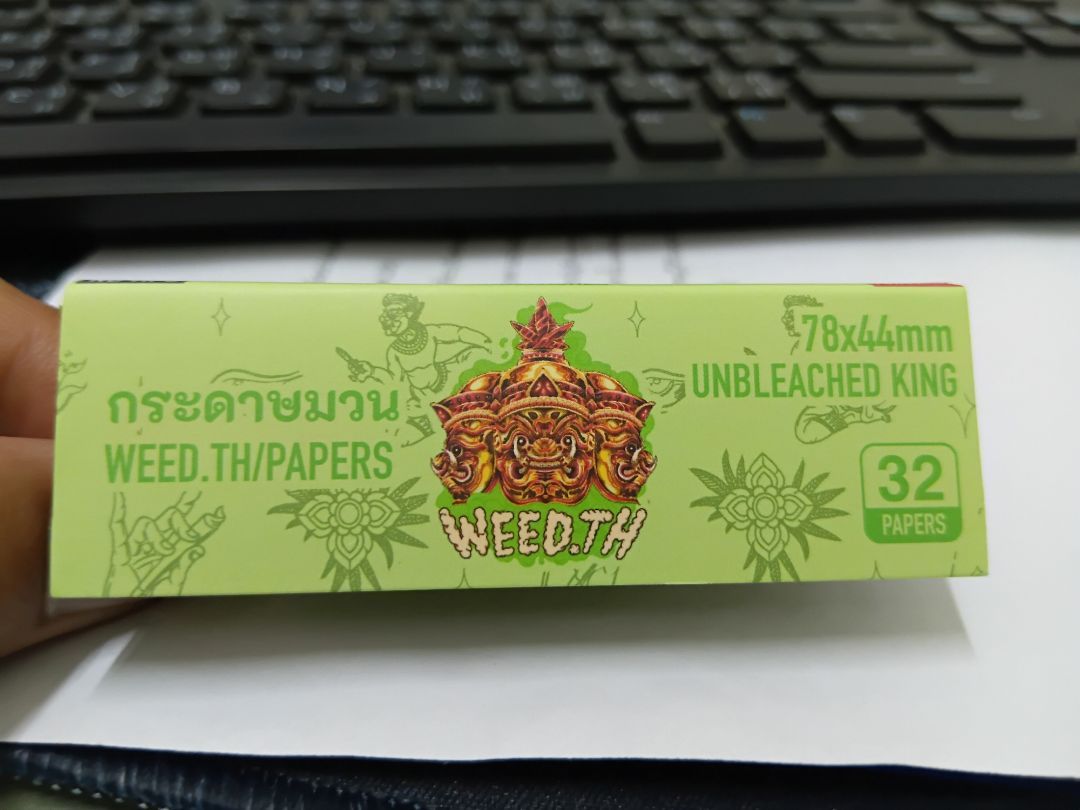 กระดาษมวน
WEED.TH/PAPERS
WEED.TH
78x44mm
UNBLEACHED KING
32
PAPERS